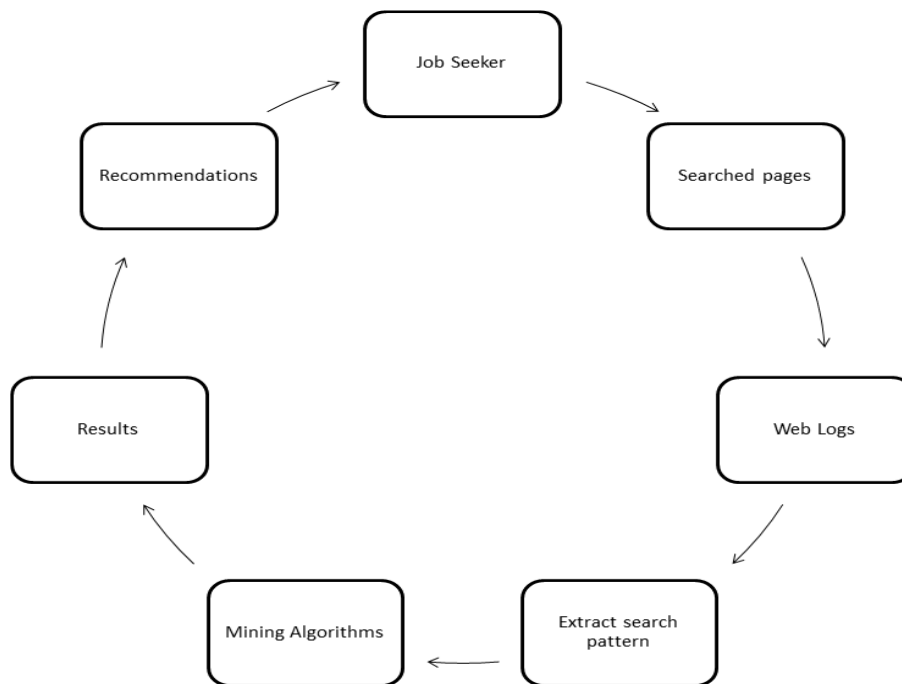 Job Seeker
Searched pages
Web Logs
Extract search
pattern
Mining Algorithms
Results
Recommendations